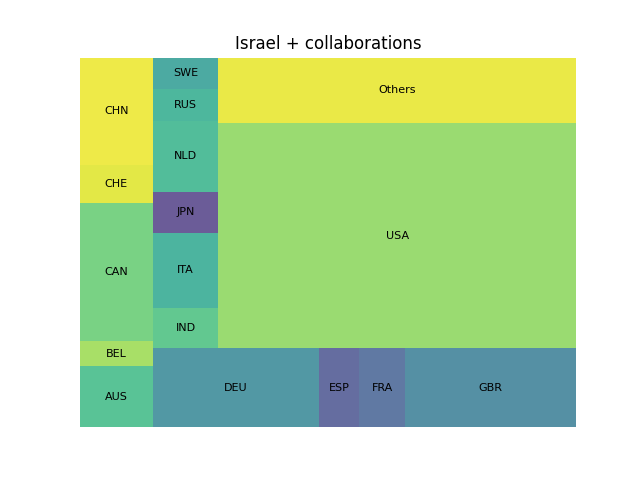 Israel + collaborations
SWE
Others
CHN
RUS
NLD
CHE
JPN
USA
CAN
ITA
IND
BEL
DEU
ESP
FRA
GBR
AUS